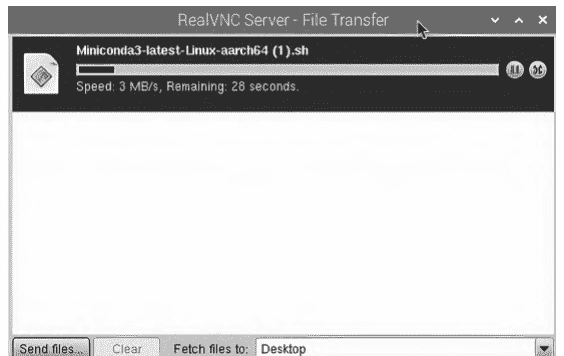 RealVNC Server - File Transfer
Miniconda3-latest-Linux-aarch64 (1).sh
Speed: 3 MB/s, Remaining: 28 seconds.
Send files... Clear Fetch files to: Desktop